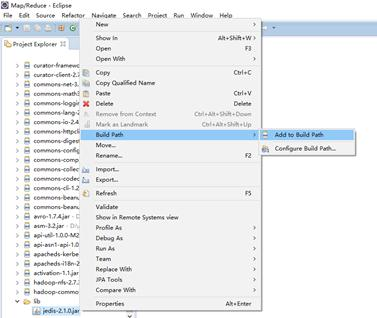 Map/Reduce - Eclipse
File Edit Source Refactor Navigate Search Project Run Window Help
Project Explorer
curator-framew
curator-client-2.7
commons-net-3.
commons-math3
commons-loggin
commons-lang-2
commons-io-2.4
commons-httpcli
commons-digest
commons-config
commons-compre
commons-collect
commons-codec
commons-cli-1.2
commons-beanu
commons-beanu
avro-1.7.4.jar
asm-3.2.jar
api-util-1.0.0-M2
api-asn1-api-1.0.
apacheds-kerber
apacheds-i18n-2
activation-1.1.jar
hadoop-nfs-2.7.
hadoop-commo
lib
jedis-2.1.0.jar
New >
Show In Alt+Shift+W >
Open F3
Open With >
Copy Ctrl+C
Copy Qualified Name
Paste Ctrl+V
Delete Delete
Remove from Context Ctrl+Alt+Shift+Down
Mark as Landmark Ctrl+Alt+Shift+Up
Build Path >
Move...
Rename... F2
Import...
Export...
Refresh F5
Validate
Show in Remote Systems view
Profile As >
Debug As >
Run As >
Team >
Replace With >
JPA Tools >
Compare With >
Properties Alt+Enter
Add to Build Path
Configure Build Path...